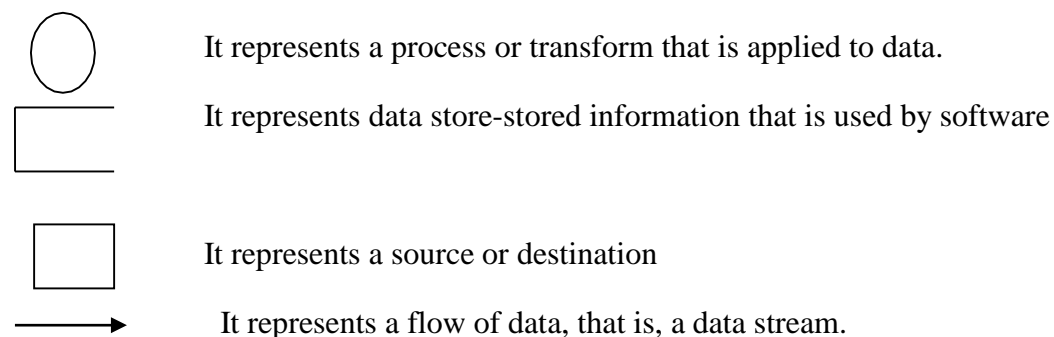 It represents a process or transform that is applied to data.
It represents data store-stored information that is used by software
It represents a source or destination
It represents a flow of data, that is, a data stream.